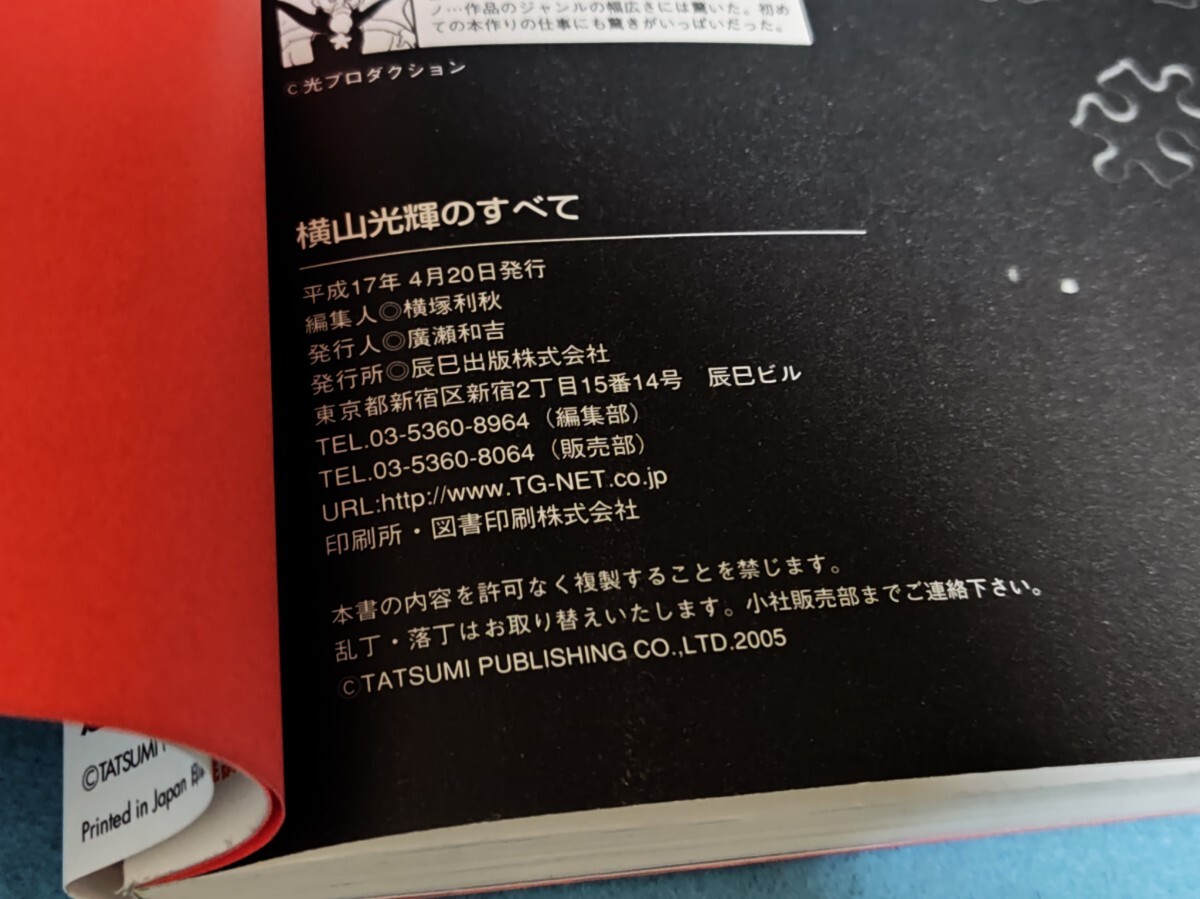 ノ…作品のジャンルの幅広さには驚いた。初め
ての本作りの仕事にも驚きがいっぱいだった。
©光プロダクション
横山光輝のすべて
平成17年 4月20日発行
編集人◎横塚利秋
発行人◎廣瀬和吉
発行所◎辰巳出版株式会社
東京都新宿区新宿2丁目15番14号 辰巳ビル
TEL.03-5360-8964（編集部）
TEL.03-5360-8064（販売部）
URL:http://www.TG-NET.co.jp
印刷所・図書印刷株式会社
本書の内容を許可なく複製することを禁じます。
乱丁・落丁はお取り替えいたします。小社販売部までご連絡下さい。
©TATSUMI PUBLISHING CO.,LTD.2005
©TATSUMI
Printed in Japan